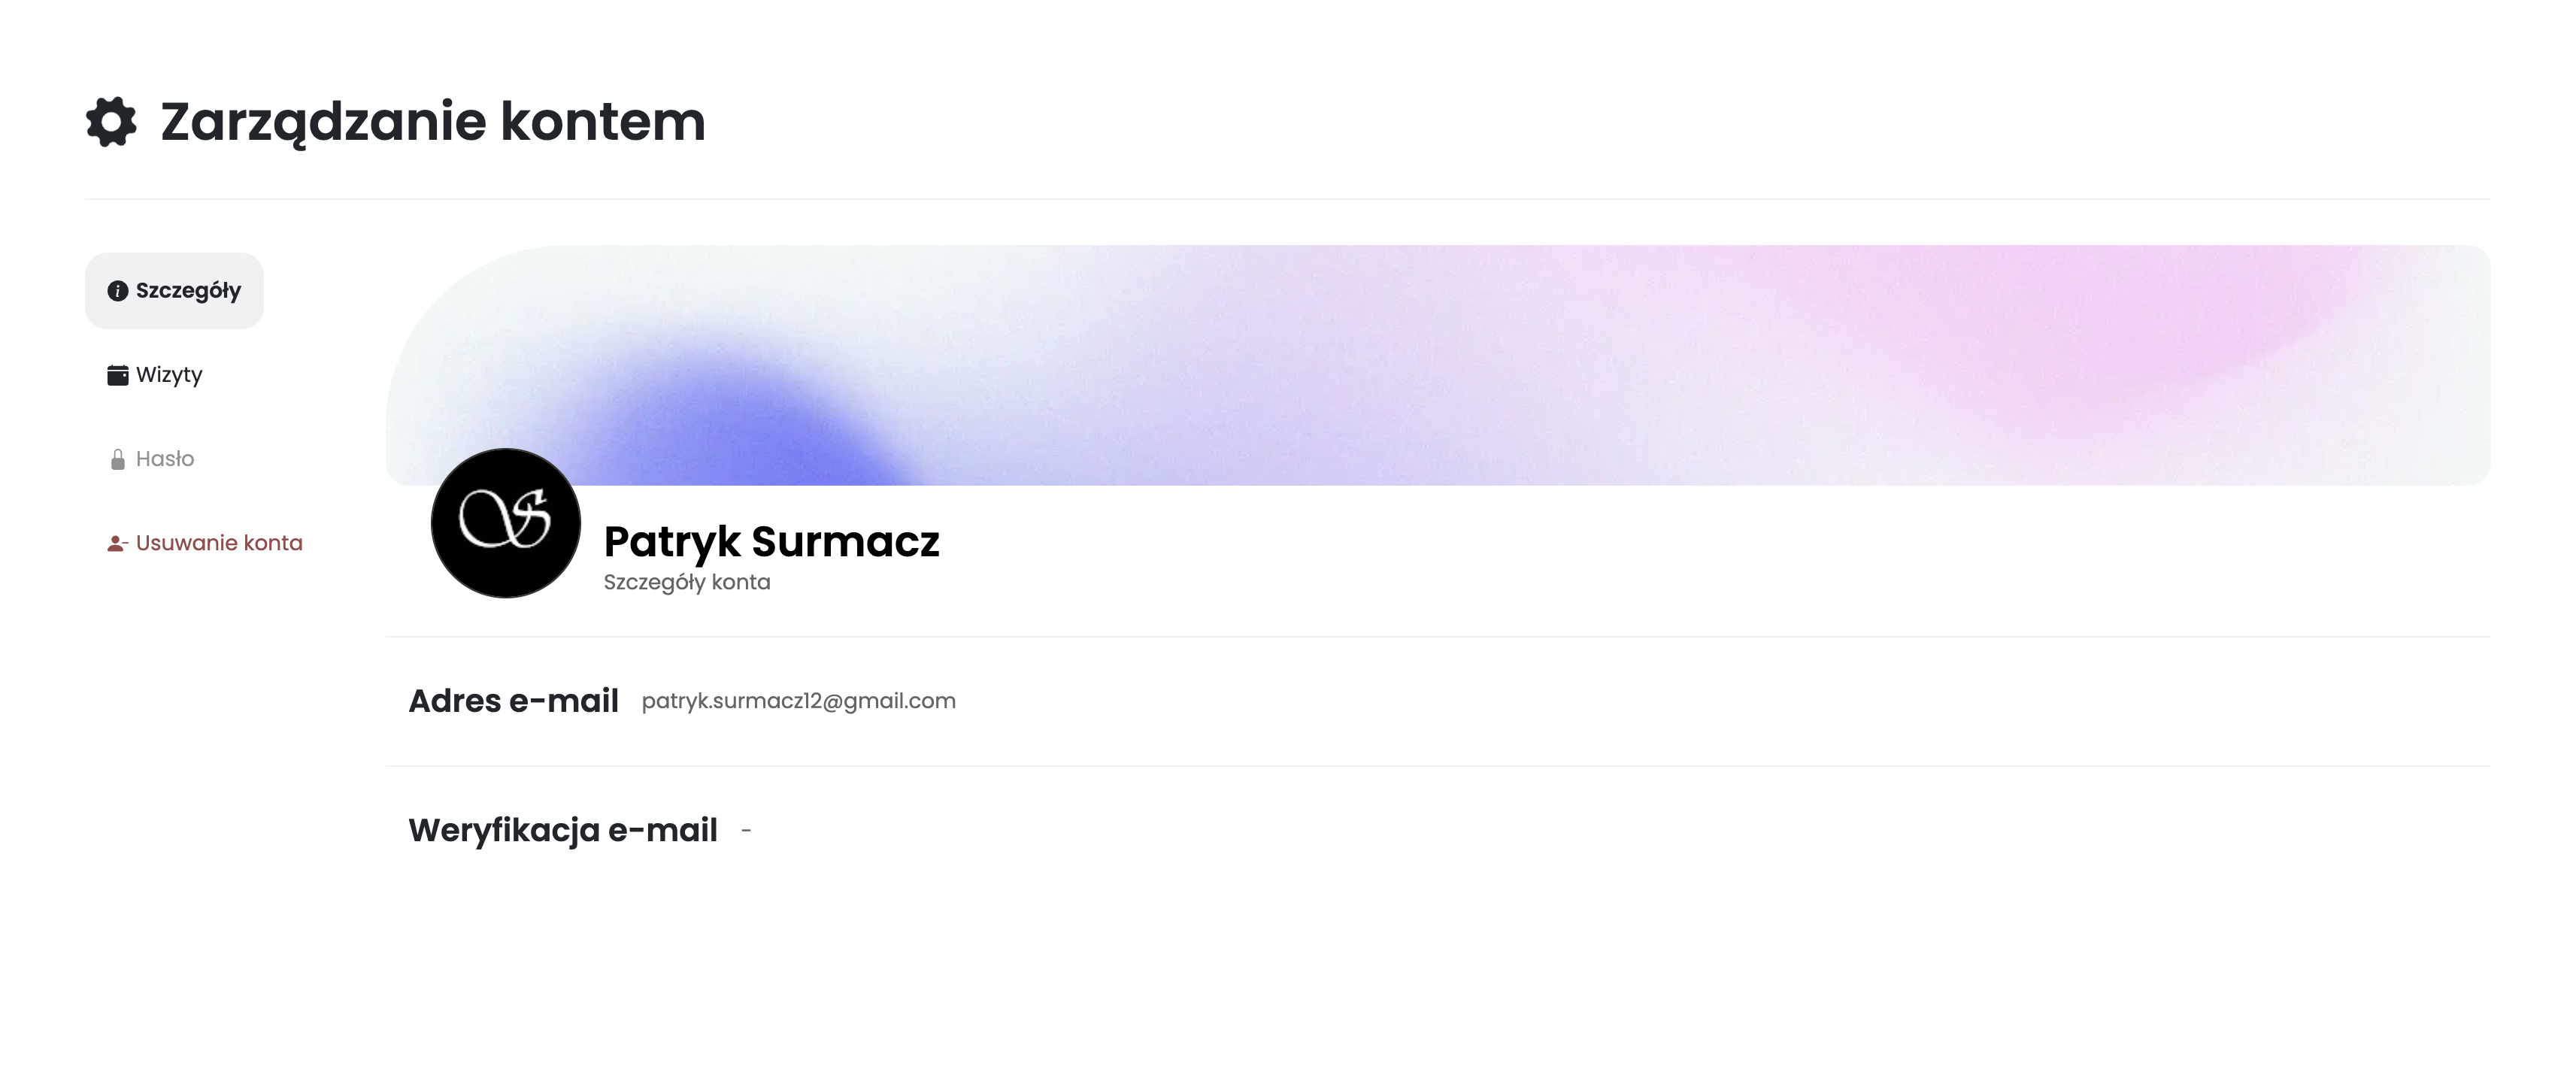 Zarządzanie kontem
Szczegóły
Wizyty
Hasło
Usuwanie konta
Patryk Surmacz
Szczegóły konta
Adres e-mail patryk.surmacz12@gmail.com
Weryfikacja e-mail -